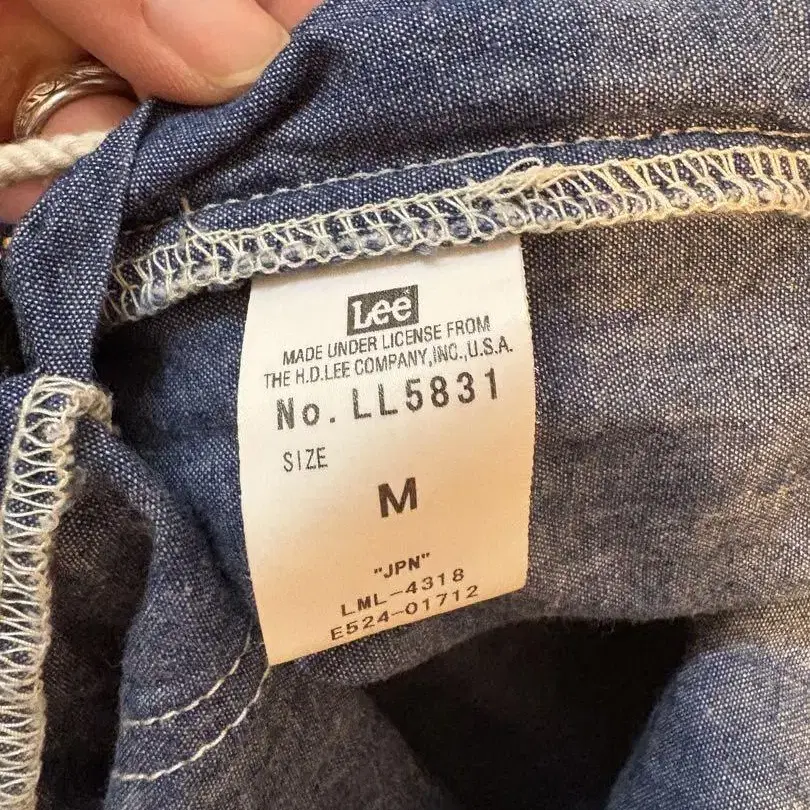 Lee
MADE UNDER LICENSE FROM
THE H.D.LEE COMPANY,INC.,U.S.A.
No. LL5831
SIZE
M
"JPN"
LML-4318
E524-01712